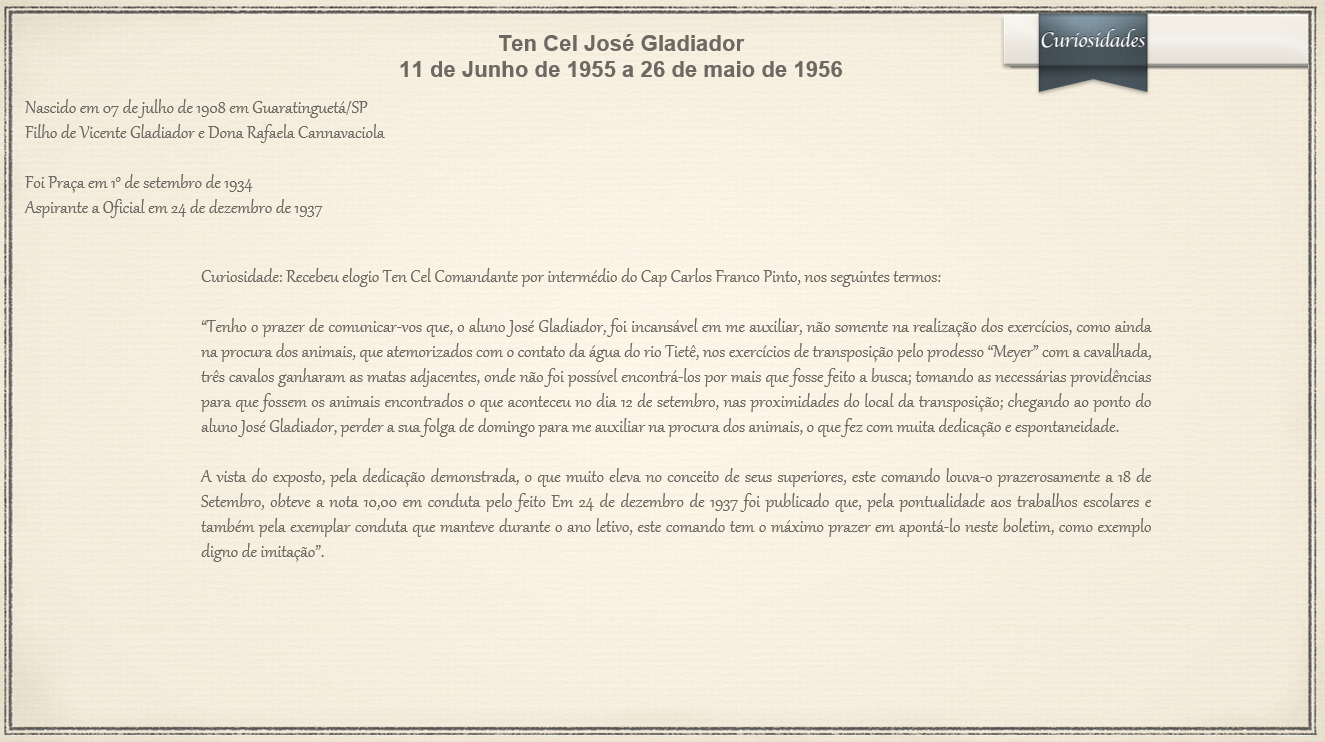 Ten Cel José Gladiador
11 de Junho de 1955 a 26 de maio de 1956
Curiosidades
Nascido em 07 de julho de 1908 em Guaratinguetá/SP
Filho de Vicente Gladiador e Dona Rafaela Cannavaciola
Foi Praça em 1° de setembro de 1934
Aspirante a Oficial em 24 de dezembro de 1937
Curiosidade: Recebeu elogio Ten Cel Comandante por intermédio do Cap Carlos Franco Pinto, nos seguintes termos:
“Tenho o prazer de comunicar-vos que, o aluno José Gladiador, foi incansável em me auxiliar, não somente na realização dos exercícios, como ainda
na procura dos animais, que atemorizados com o contato da água do rio Tietê, nos exercícios de transposição pelo prodesso “Meyer” com a cavalhada,
três cavalos ganharam as matas adjacentes, onde não foi possível encontrá-los por mais que fosse feito a busca; tomando as necessárias providências
para que fossem os animais encontrados o que aconteceu no dia 12 de setembro, nas proximidades do local da transposição; chegando ao ponto do
aluno José Gladiador, perder a sua folga de domingo para me auxiliar na procura dos animais, o que fez com muita dedicação e espontaneidade.
A vista do exposto, pela dedicação demonstrada, o que muito eleva no conceito de seus superiores, este comando louva-o prazerosamente a 18 de
Setembro, obteve a nota 10,00 em conduta pelo feito Em 24 de dezembro de 1937 foi publicado que, pela pontualidade aos trabalhos escolares e
também pela exemplar conduta que manteve durante o ano letivo, este comando tem o máximo prazer em apontá-lo neste boletim, como exemplo
digno de imitação”.